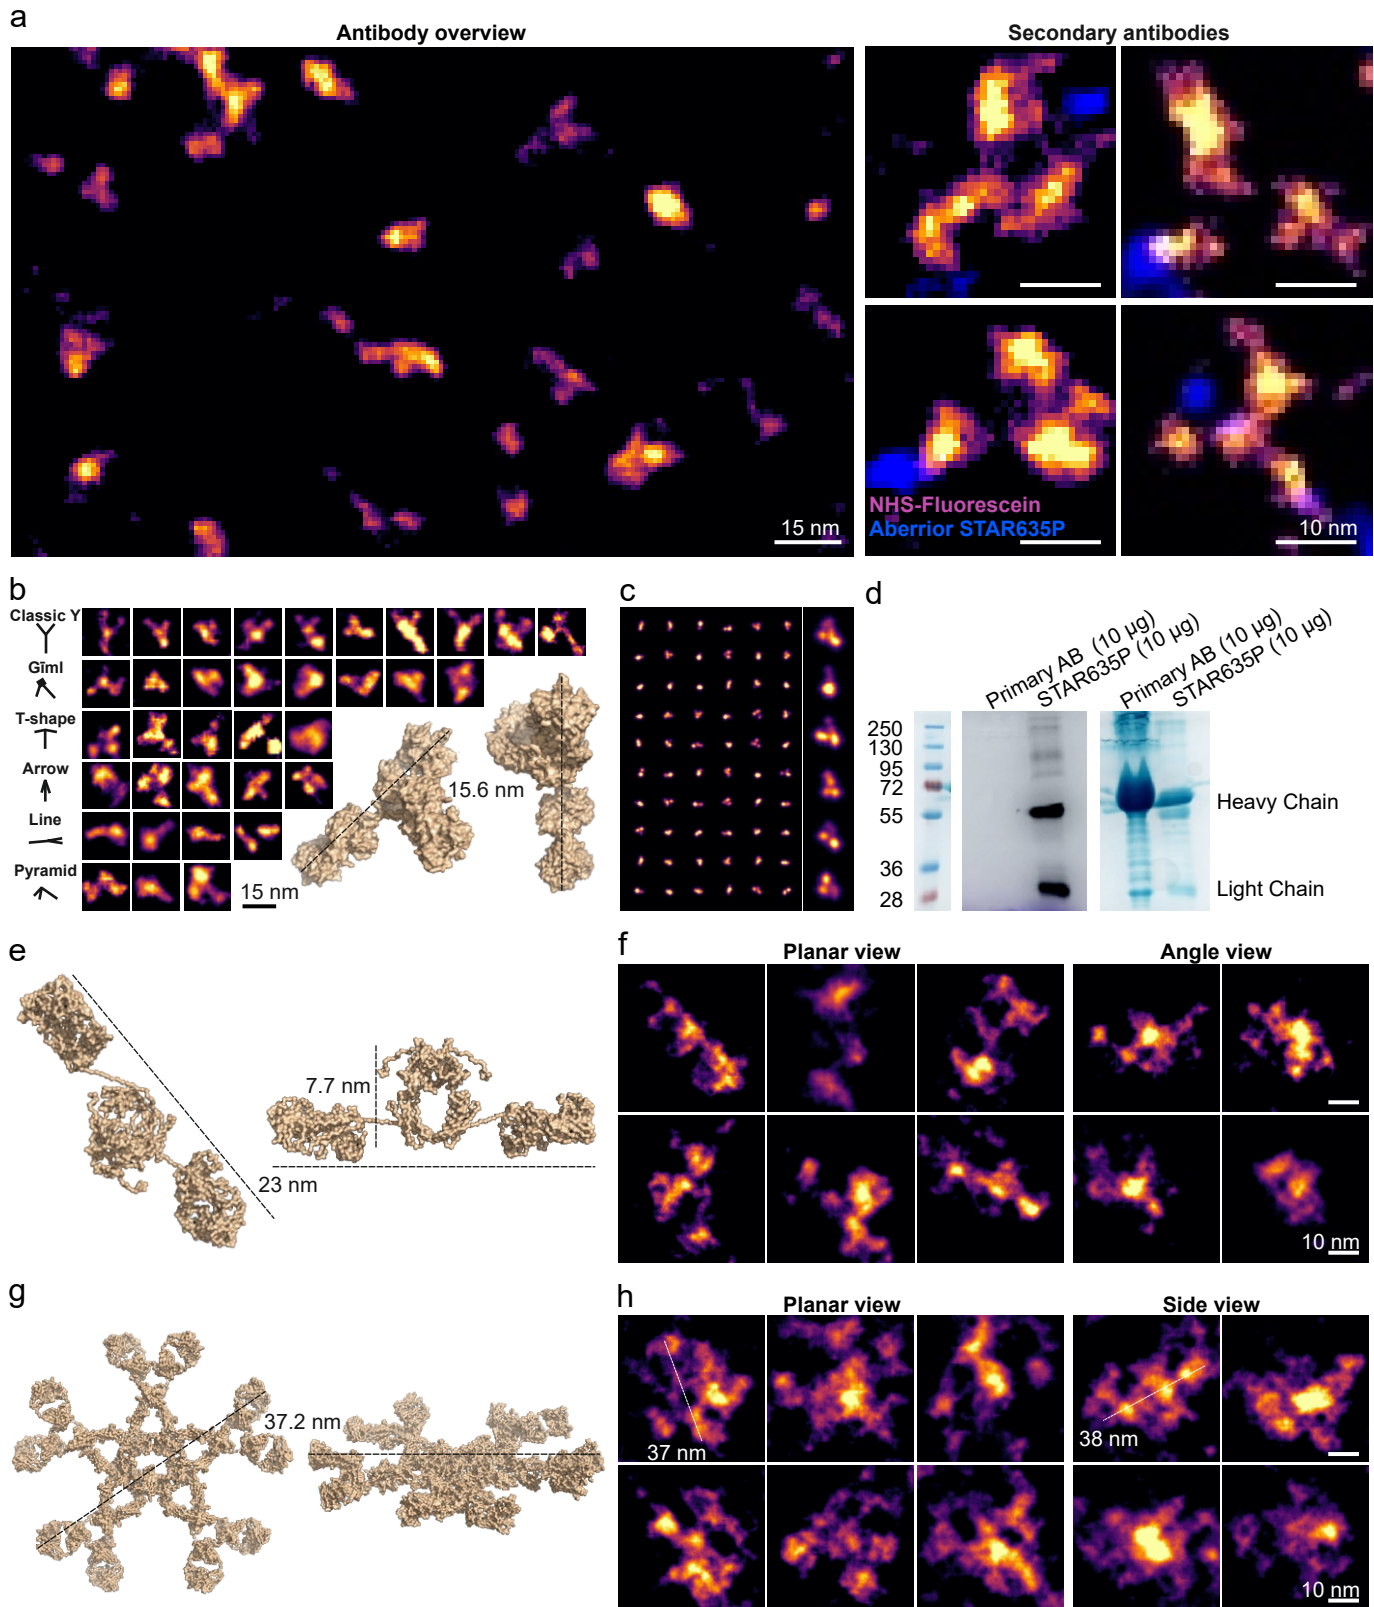 a
Antibody overview
Secondary antibodies
15 nm
NHS-Fluorescein
Aberrior STAR635P
10 nm
b
Classic Y
Gīml
T-shape
Arrow
Line
Pyramid
15 nm
15.6 nm
c
d
Primary AB (10 µg)
STAR635P (10 µg)
Primary AB (10 µg)
STAR635P (10 µg)
250
130
95
72
55
36
28
Heavy Chain
Light Chain
e
7.7 nm
23 nm
f
Planar view
Angle view
10 nm
g
37.2 nm
h
Planar view
Side view
37 nm
38 nm
10 nm